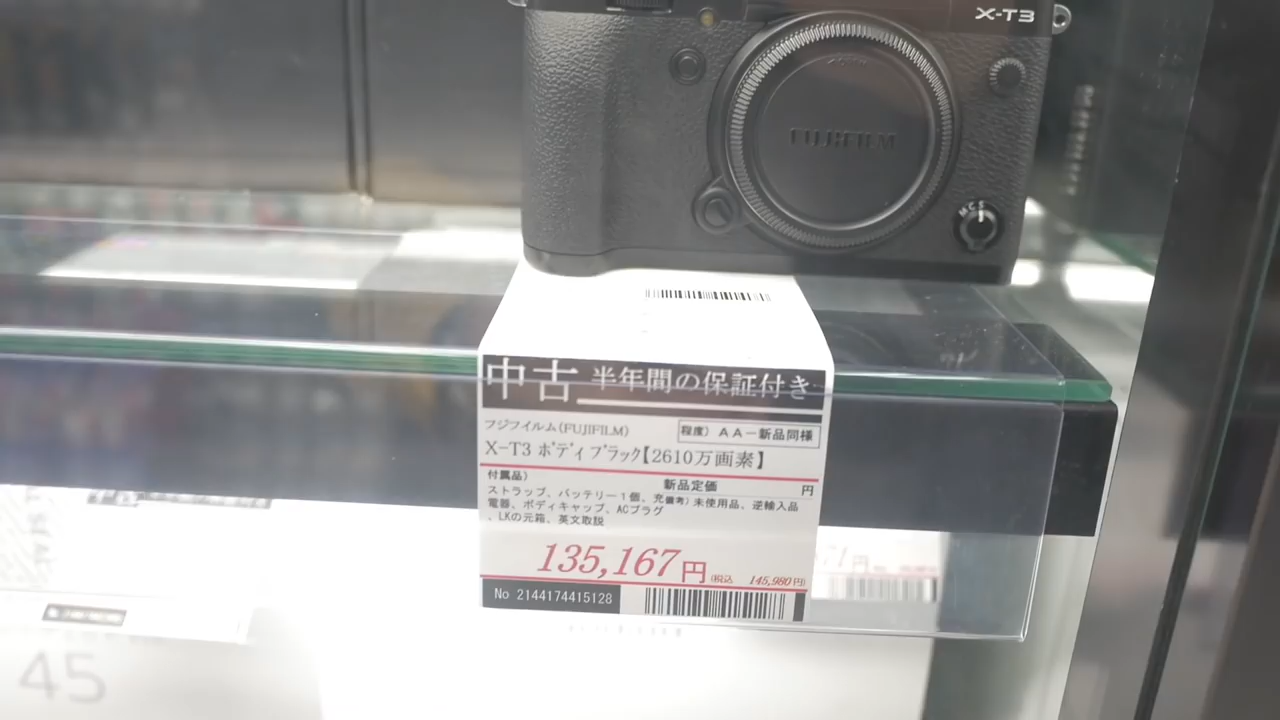 X-T3
FUJIFILM
M C S
中古 半年間の保証付き
フジフイルム(FUJIFILM)
程度) AA-新品同様
X-T3 ボディ ブラック【2610万画素】
付属品)
新品定価 円
ストラップ、バッテリー1個、充
電器、ボディキャップ、ACプラグ
、LKの元箱、英文取説
備考) 未使用品、逆輸入品
135,167円 (税込 145,980円)
No 2144174415128
45